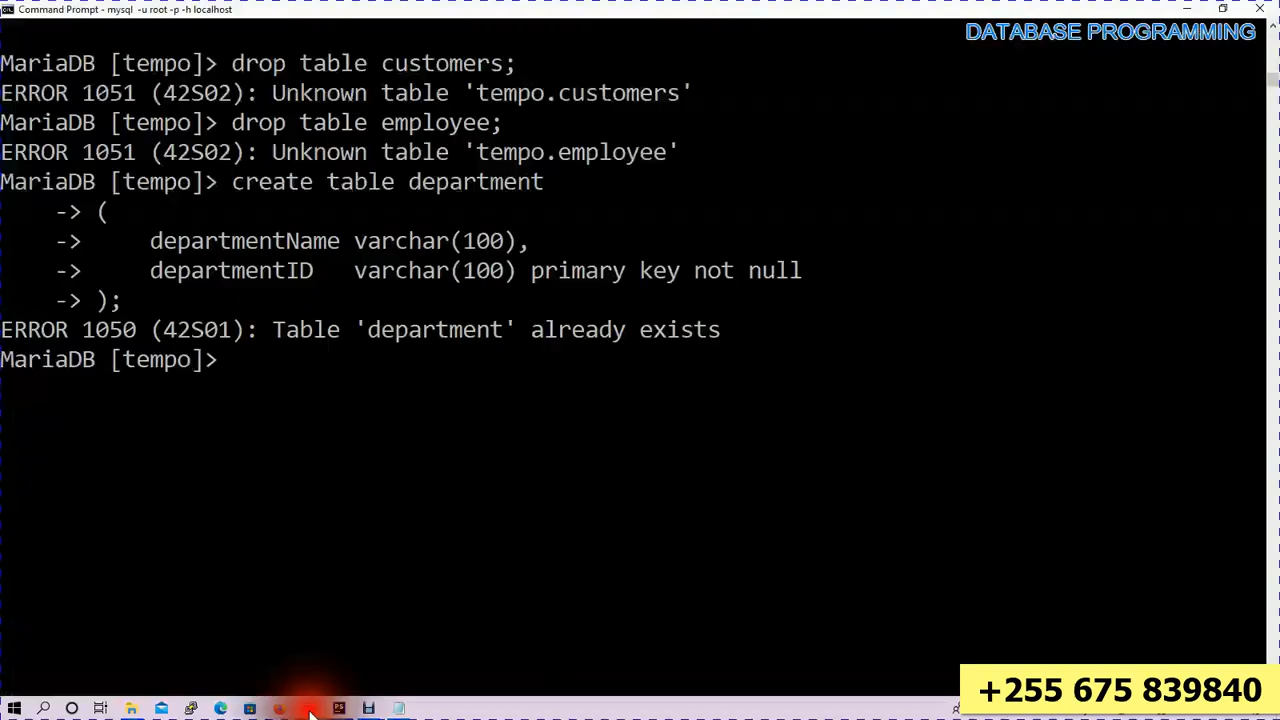 Command Prompt - mysql -u root -p -h localhost
DATABASE PROGRAMMING
MariaDB [tempo]> drop table customers;
ERROR 1051 (42S02): Unknown table 'tempo.customers'
MariaDB [tempo]> drop table employee;
ERROR 1051 (42S02): Unknown table 'tempo.employee'
MariaDB [tempo]> create table department
    -> (
    ->     departmentName varchar(100),
    ->     departmentID   varchar(100) primary key not null
    -> );
ERROR 1050 (42S01): Table 'department' already exists
MariaDB [tempo]>
+255 675 839840
PS